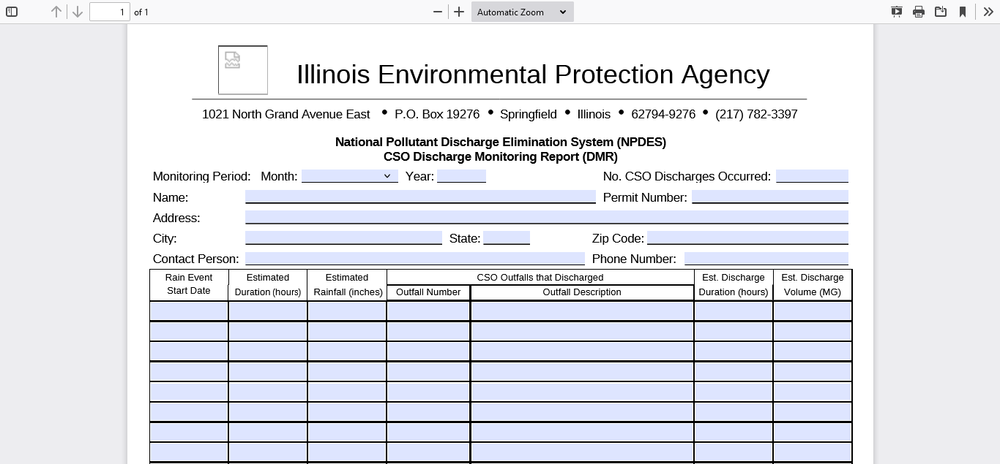 1 of 1 Automatic Zoom
Illinois Environmental Protection Agency
1021 North Grand Avenue East • P.O. Box 19276 • Springfield • Illinois • 62794-9276 • (217) 782-3397
National Pollutant Discharge Elimination System (NPDES)
CSO Discharge Monitoring Report (DMR)
Monitoring Period: Month: Year: No. CSO Discharges Occurred:
Name: Permit Number:
Address:
City: State: Zip Code:
Contact Person: Phone Number:
Rain Event Estimated Estimated CSO Outfalls that Discharged Est. Discharge Est. Discharge
Start Date Duration (hours) Rainfall (inches) Outfall Number Outfall Description Duration (hours) Volume (MG)